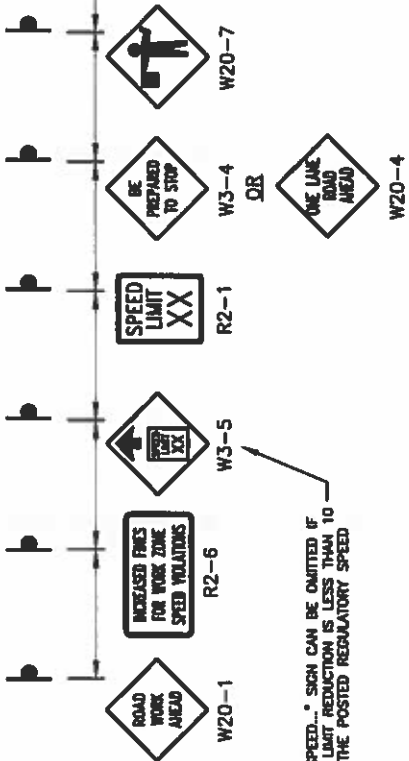 ROAD
WORK
AHEAD
W20-1
INCREASED FINES
FOR WORK ZONE
SPEED VIOLATIONS
R2-6
SPEED
LIMIT
XX
W3-5
SPEED
LIMIT
XX
R2-1
BE
PREPARED
TO STOP
W3-4
OR
ONE LANE
ROAD
AHEAD
W20-4
W20-7
SPEED..." SIGN CAN BE OMITTED IF
LIMIT REDUCTION IS LESS THAN 10
THE POSTED REGULATORY SPEED